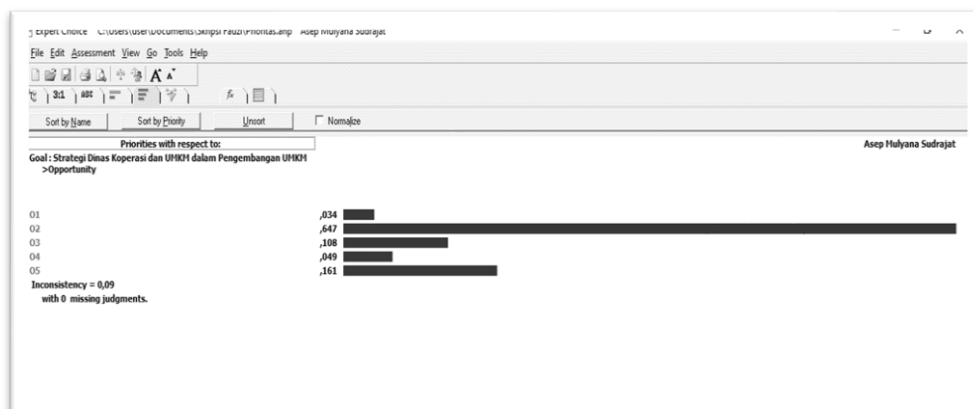 Expert Choice C:\Users\user\Documents\Skripsi Fauzi\Prioritas.ahp Asep Mulyana Sudrajat
File Edit Assessment View Go Tools Help
A A
3:1 ABC
Sort by Name Sort by Priority Unsort Normalize
Priorities with respect to: Asep Mulyana Sudrajat
Goal : Strategi Dinas Koperasi dan UMKM dalam Pengembangan UMKM
>Opportunity
O1 ,034
O2 ,647
O3 ,108
O4 ,049
O5 ,161
Inconsistency = 0,09
with 0 missing judgments.